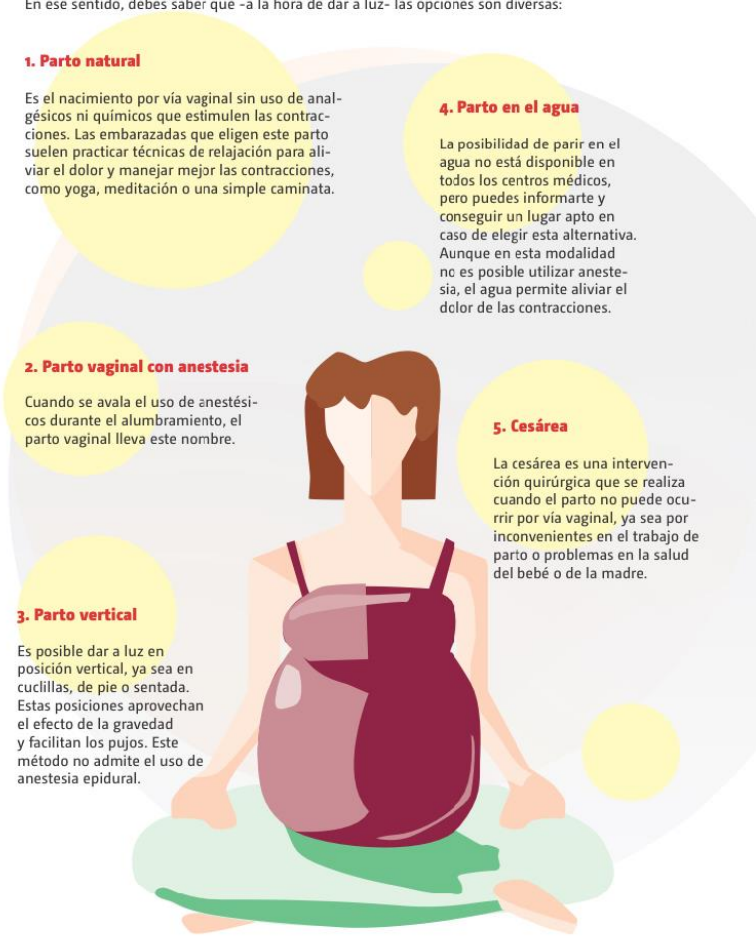 En ese sentido, debes saber que -a la hora de dar a luz- las opciones son diversas:
1. Parto natural
Es el nacimiento por vía vaginal sin uso de anal-
gésicos ni químicos que estimulen las contrac-
ciones. Las embarazadas que eligen este parto
suelen practicar técnicas de relajación para ali-
viar el dolor y manejar mejor las contracciones,
como yoga, meditación o una simple caminata.
2. Parto vaginal con anestesia
Cuando se avala el uso de anestési-
cos durante el alumbramiento, el
parto vaginal lleva este nombre.
3. Parto vertical
Es posible dar a luz en
posición vertical, ya sea en
cuclillas, de pie o sentada.
Estas posiciones aprovechan
el efecto de la gravedad
y facilitan los pujos. Este
método no admite el uso de
anestesia epidural.
4. Parto en el agua
La posibilidad de parir en el
agua no está disponible en
todos los centros médicos,
pero puedes informarte y
conseguir un lugar apto en
caso de elegir esta alternativa.
Aunque en esta modalidad
no es posible utilizar aneste-
sia, el agua permite aliviar el
dolor de las contracciones.
5. Cesárea
La cesárea es una interven-
ción quirúrgica que se realiza
cuando el parto no puede ocu-
rrir por vía vaginal, ya sea por
inconvenientes en el trabajo de
parto o problemas en la salud
del bebé o de la madre.